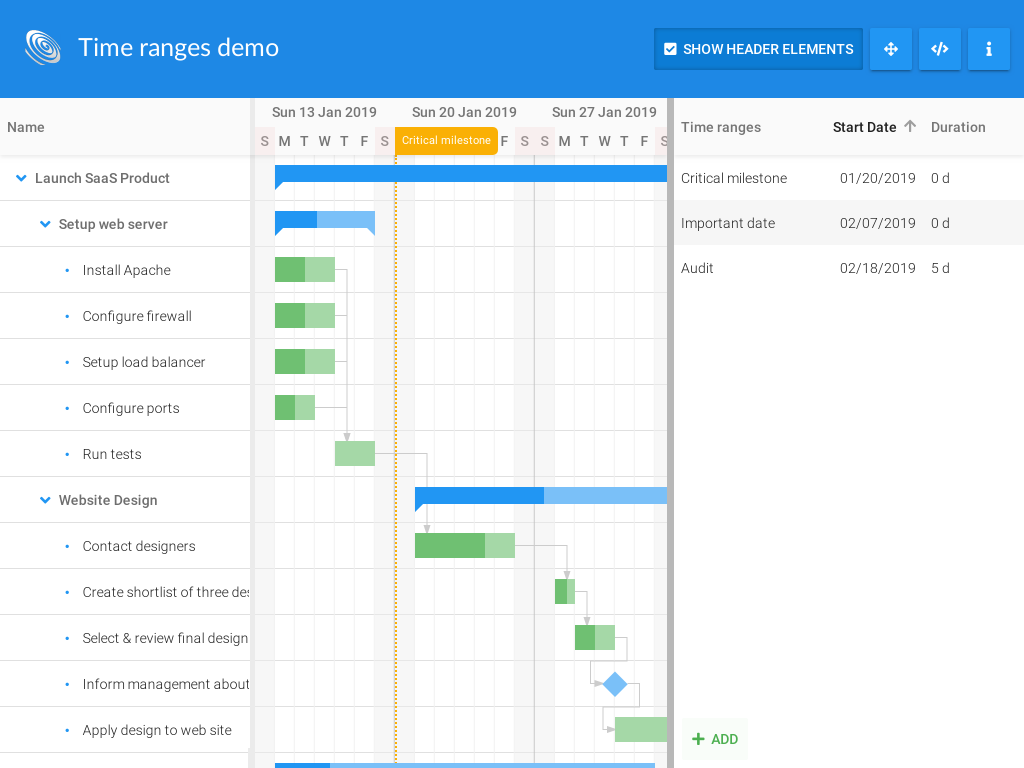 Time ranges demo
SHOW HEADER ELEMENTS
Name
Sun 13 Jan 2019 Sun 20 Jan 2019 Sun 27 Jan 2019
S M T W T F S Critical milestone F S S M T W T F S
Time ranges Start Date Duration
Launch SaaS Product
Setup web server
Install Apache
Configure firewall
Setup load balancer
Configure ports
Run tests
Website Design
Contact designers
Create shortlist of three des
Select & review final design
Inform management about
Apply design to web site
Critical milestone 01/20/2019 0 d
Important date 02/07/2019 0 d
Audit 02/18/2019 5 d
ADD